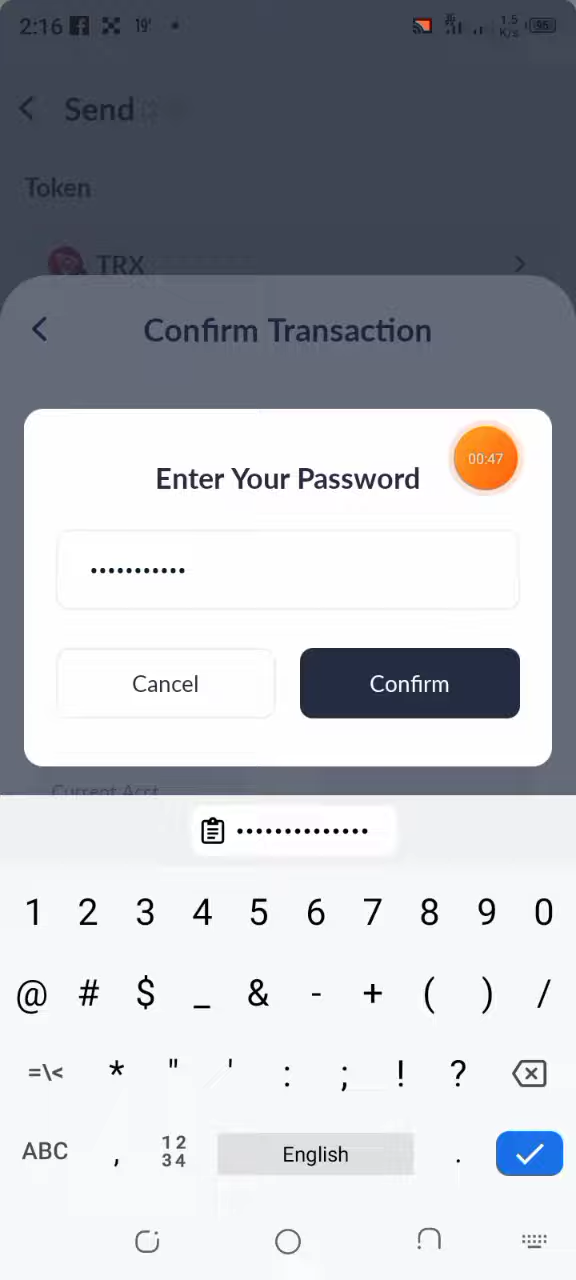 2:16 19' 1.5 K/s 95
Send
Token
TRX
Confirm Transaction
00:47
Enter Your Password
•••••••••••
Cancel Confirm
Current Acct
••••••••••••••
1 2 3 4 5 6 7 8 9 0
@ # $ _ & - + ( ) /
=\< * " ' : ; ! ?
ABC , 12 34 English .